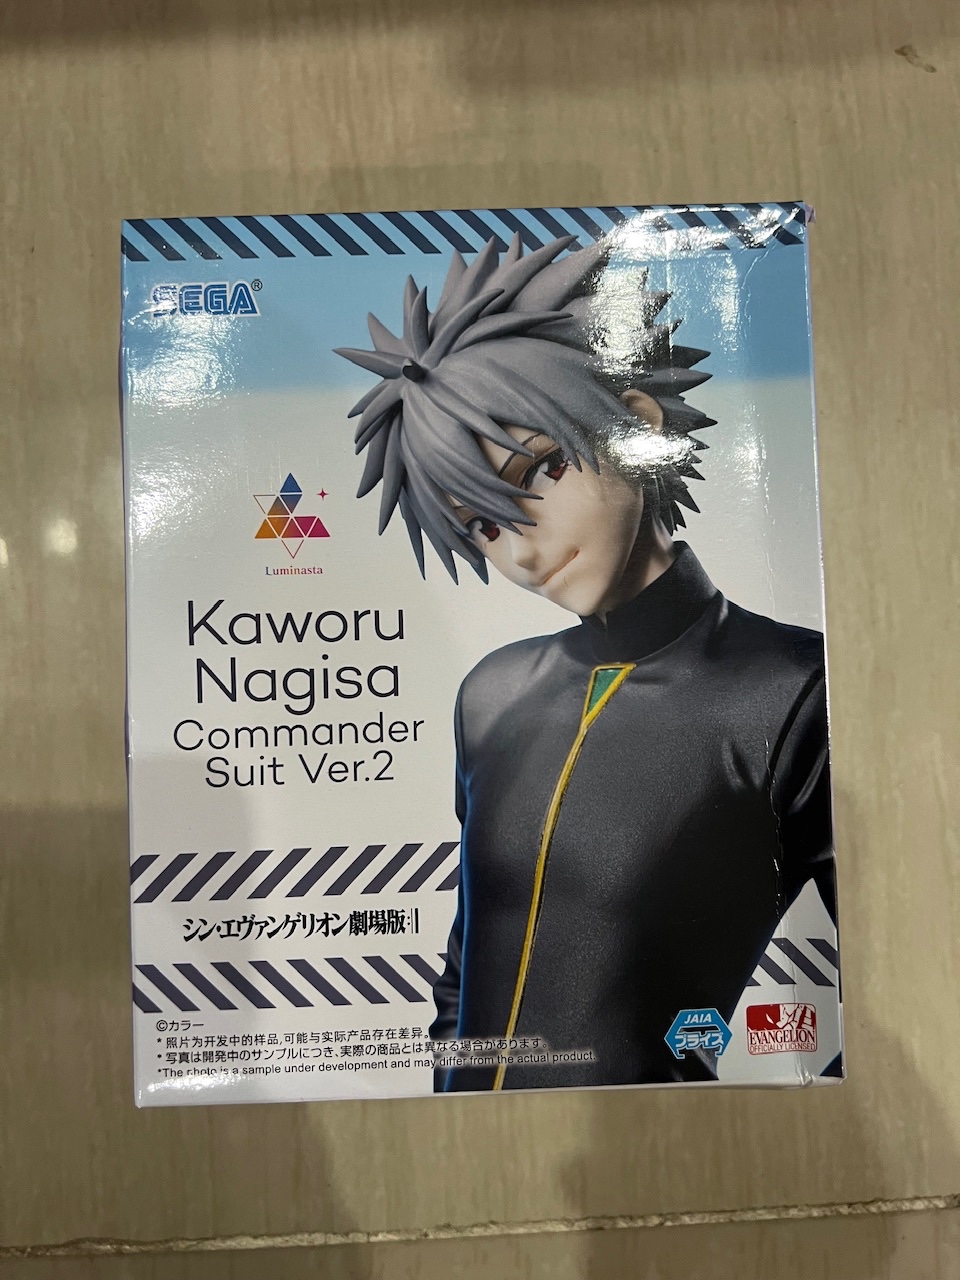 SEGA®
Luminasta
Kaworu
Nagisa
Commander
Suit Ver.2
シン・エヴァンゲリオン劇場版:||
©カラー
* 照片为开发中的样品,可能与实际产品存在差异。
* 写真は開発中のサンプルにつき、実際の商品とは異なる場合があります。
*The photo is a sample under development and may differ from the actual product.
JAIA
プライズ
EVANGELION
OFFICIALLY LICENSED